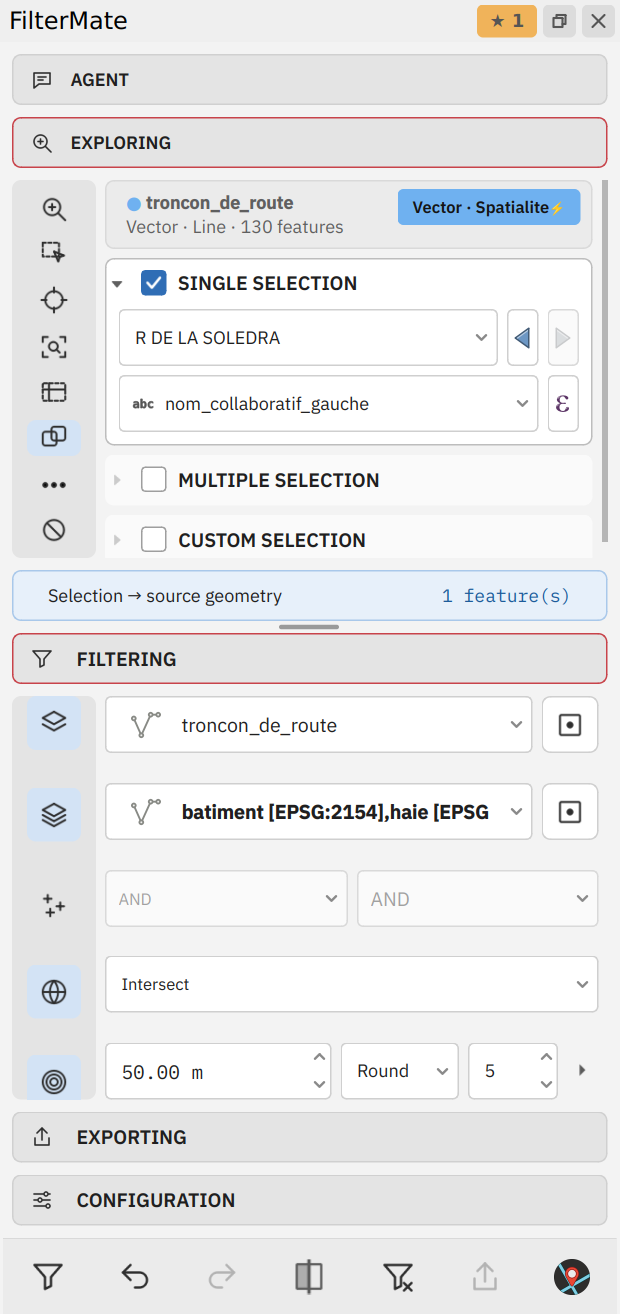 FilterMate
★ 1
AGENT
EXPLORING
troncon_de_route
Vector · Spatialite⚡
Vector · Line · 130 features
SINGLE SELECTION
R DE LA SOLEDRA
abc nom_collaboratif_gauche
ε
MULTIPLE SELECTION
CUSTOM SELECTION
Selection → source geometry
1 feature(s)
FILTERING
troncon_de_route
batiment [EPSG:2154],haie [EPSG
AND
AND
Intersect
50.00 m
Round
5
EXPORTING
CONFIGURATION